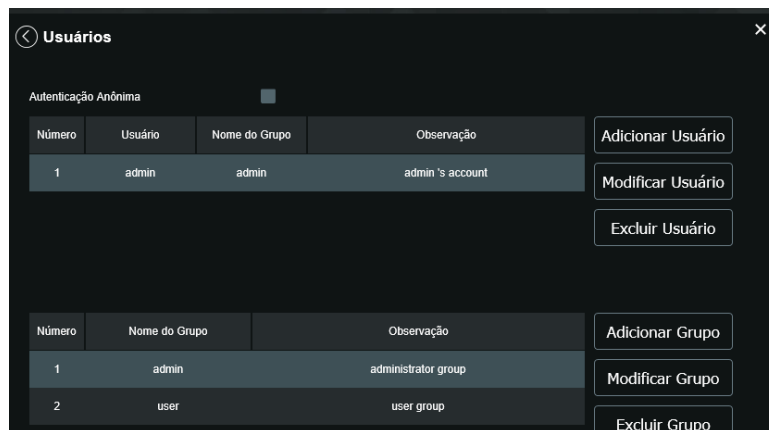 Usuários
Autenticação Anônima
Número Usuário Nome do Grupo Observação
1 admin admin admin 's account
Adicionar Usuário
Modificar Usuário
Excluir Usuário
Número Nome do Grupo Observação
1 admin administrator group
2 user user group
Adicionar Grupo
Modificar Grupo
Excluir Grupo